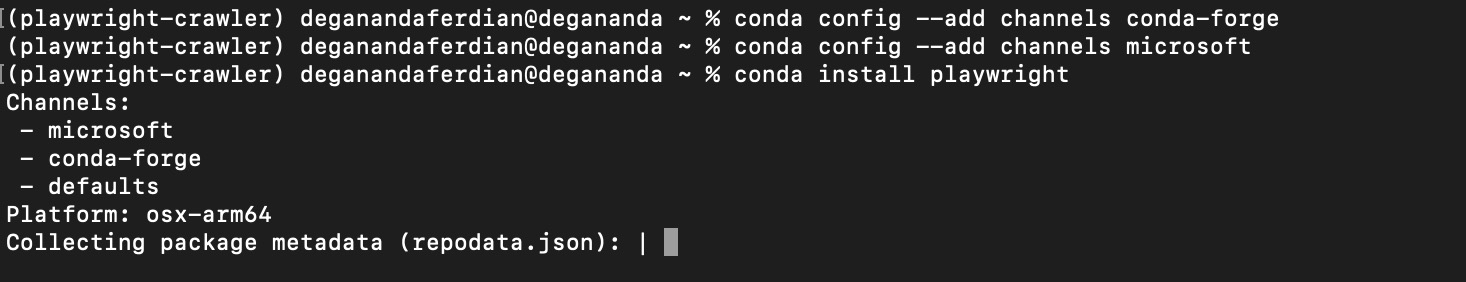 [(playwright-crawler) deganandaferdian@degananda ~ % conda config --add channels conda-forge
(playwright-crawler) deganandaferdian@degananda ~ % conda config --add channels microsoft
[(playwright-crawler) deganandaferdian@degananda ~ % conda install playwright
Channels:
 - microsoft
 - conda-forge
 - defaults
Platform: osx-arm64
Collecting package metadata (repodata.json): |